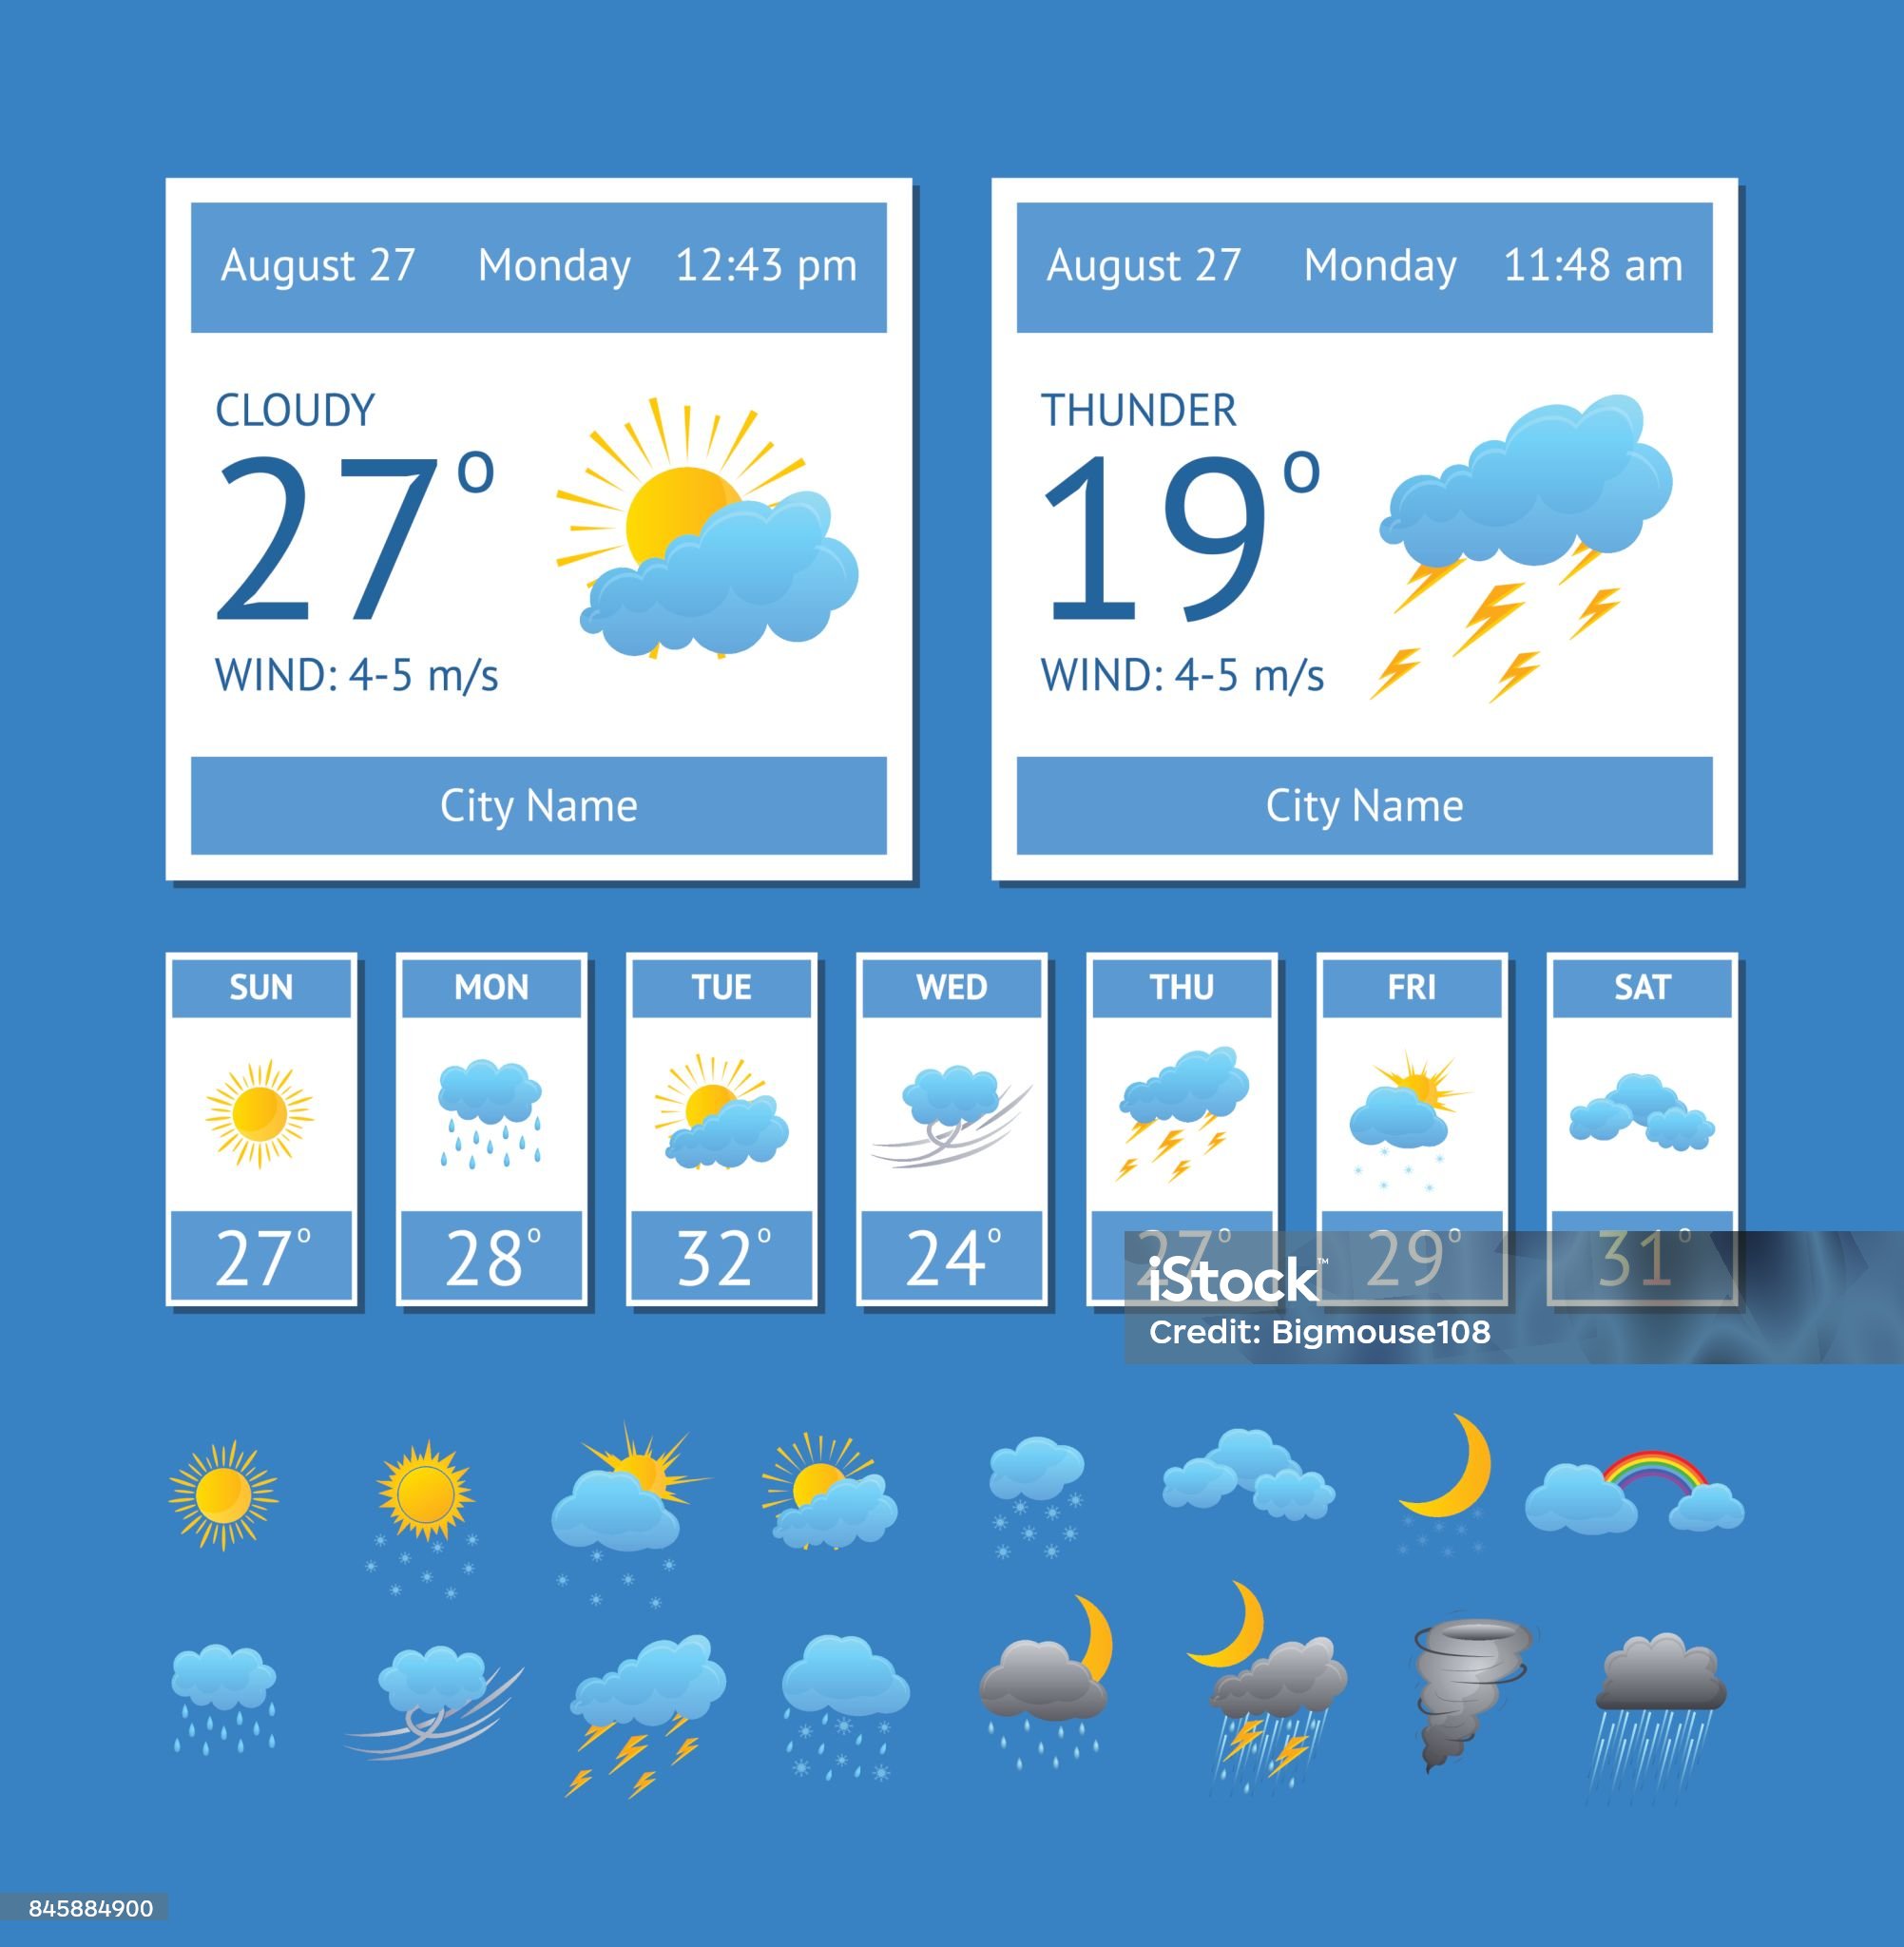 August 27 Monday 12:43 pm
CLOUDY
27°
WIND: 4-5 m/s
City Name
August 27 Monday 11:48 am
THUNDER
19°
WIND: 4-5 m/s
City Name
SUN MON TUE WED THU FRI SAT
27° 28° 32° 24° 27° 29° 31°
iStock™
Credit: Bigmouse108
845884900